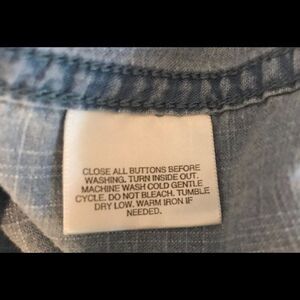 CLOSE ALL BUTTONS BEFORE
WASHING. TURN INSIDE OUT.
MACHINE WASH COLD GENTLE
CYCLE. DO NOT BLEACH. TUMBLE
DRY LOW. WARM IRON IF
NEEDED.